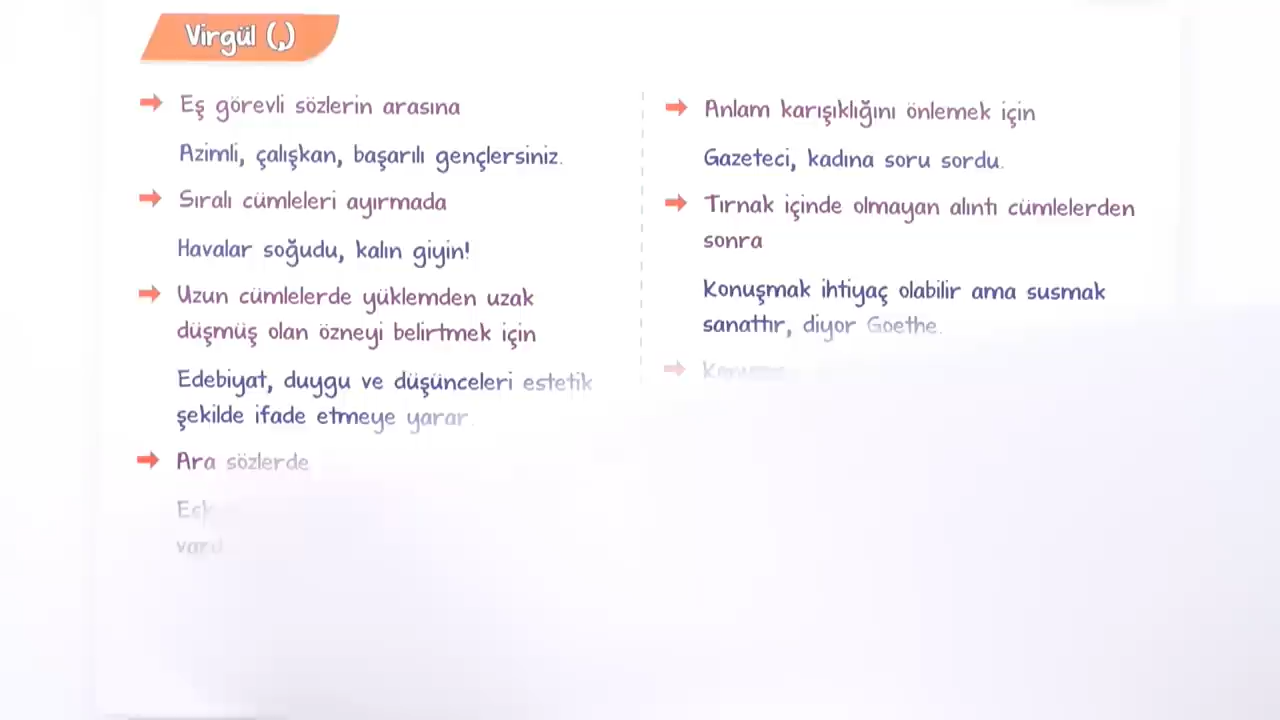 Virgül (,)
Eş görevli sözlerin arasına
Azimli, çalışkan, başarılı gençlersiniz.
Sıralı cümleleri ayırmada
Havalar soğudu, kalın giyin!
Uzun cümlelerde yüklemden uzak
düşmüş olan özneyi belirtmek için
Edebiyat, duygu ve düşünceleri estetik
şekilde ifade etmeye yarar.
Ara sözlerde
Anlam karışıklığını önlemek için
Gazeteci, kadına soru sordu.
Tırnak içinde olmayan alıntı cümlelerden
sonra
Konuşmak ihtiyaç olabilir ama susmak
sanattır, diyor Goethe.